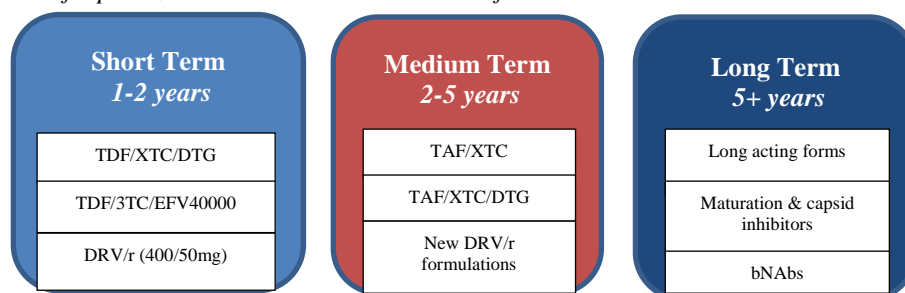 Short Term
1-2 years
TDF/XTC/DTG
TDF/3TC/EFV40000
DRV/r (400/50mg)
Medium Term
2-5 years
TAF/XTC
TAF/XTC/DTG
New DRV/r
formulations
Long Term
5+ years
Long acting forms
Maturation & capsid
inhibitors
bNAbs